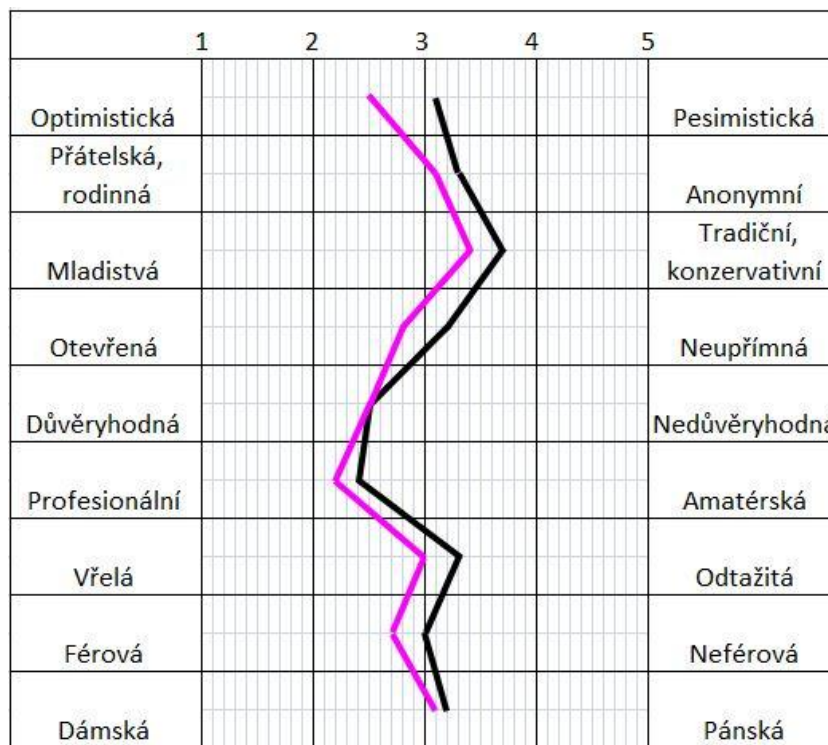 1 2 3 4 5
Optimistická Pesimistická
Přátelská,
rodinná Anonymní
Tradiční,
Mladistvá konzervativní
Otevřená Neupřímná
Důvěryhodná Nedůvěryhodná
Profesionální Amatérská
Vřelá Odtažitá
Férová Neférová
Dámská Pánská